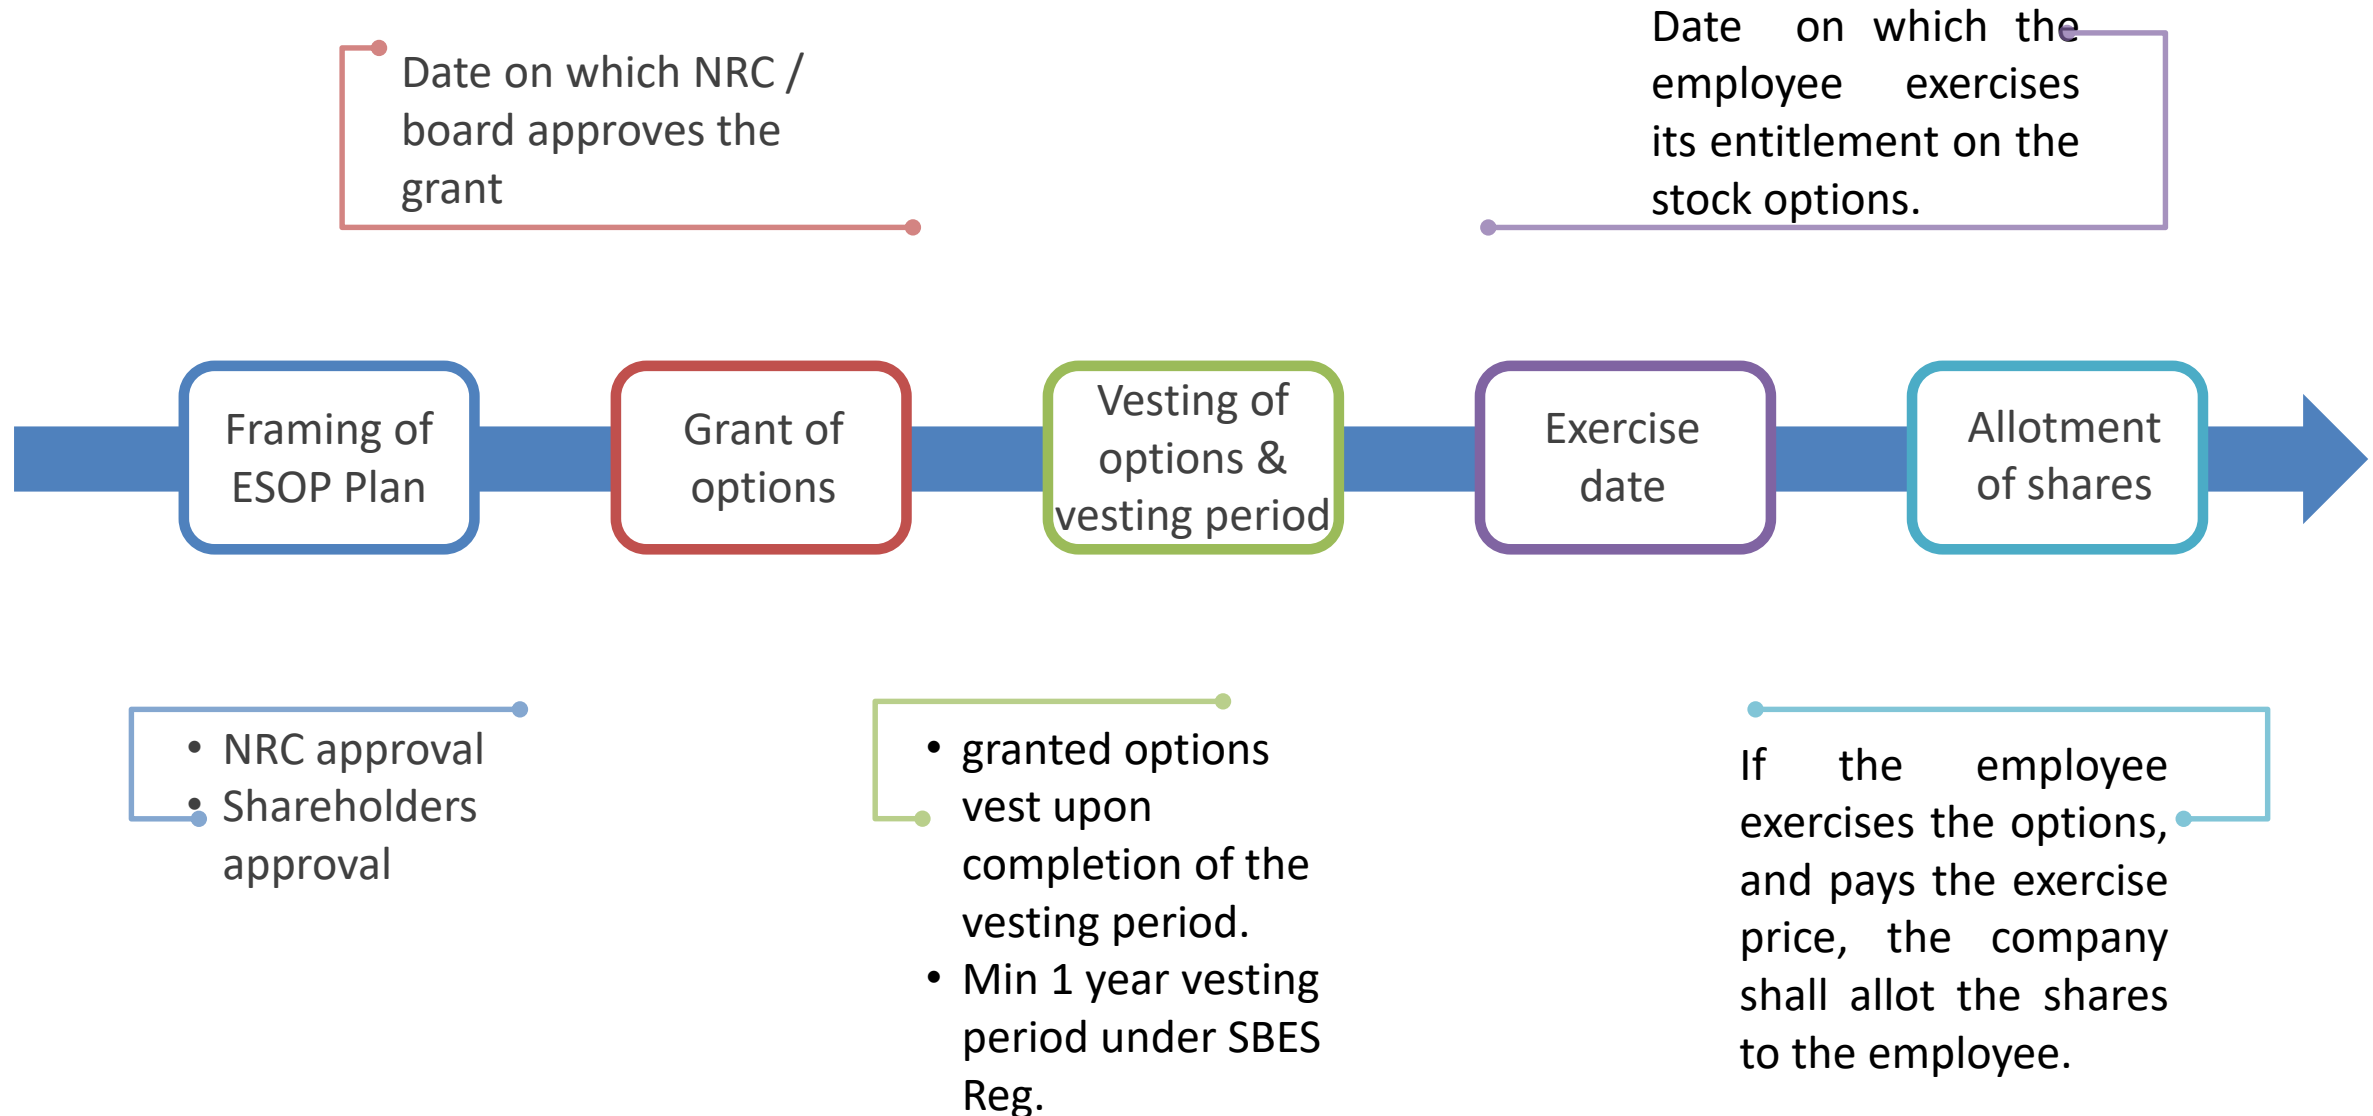 Date on which NRC /
board approves the
grant
Date on which the
employee exercises
its entitlement on the
stock options.
Framing of
ESOP Plan
Grant of
options
Vesting of
options &
vesting period
Exercise
date
Allotment
of shares
• NRC approval
• Shareholders
approval
• granted options
vest upon
completion of the
vesting period.
• Min 1 year vesting
period under SBES
Reg.
If the employee
exercises the options,
and pays the exercise
price, the company
shall allot the shares
to the employee.